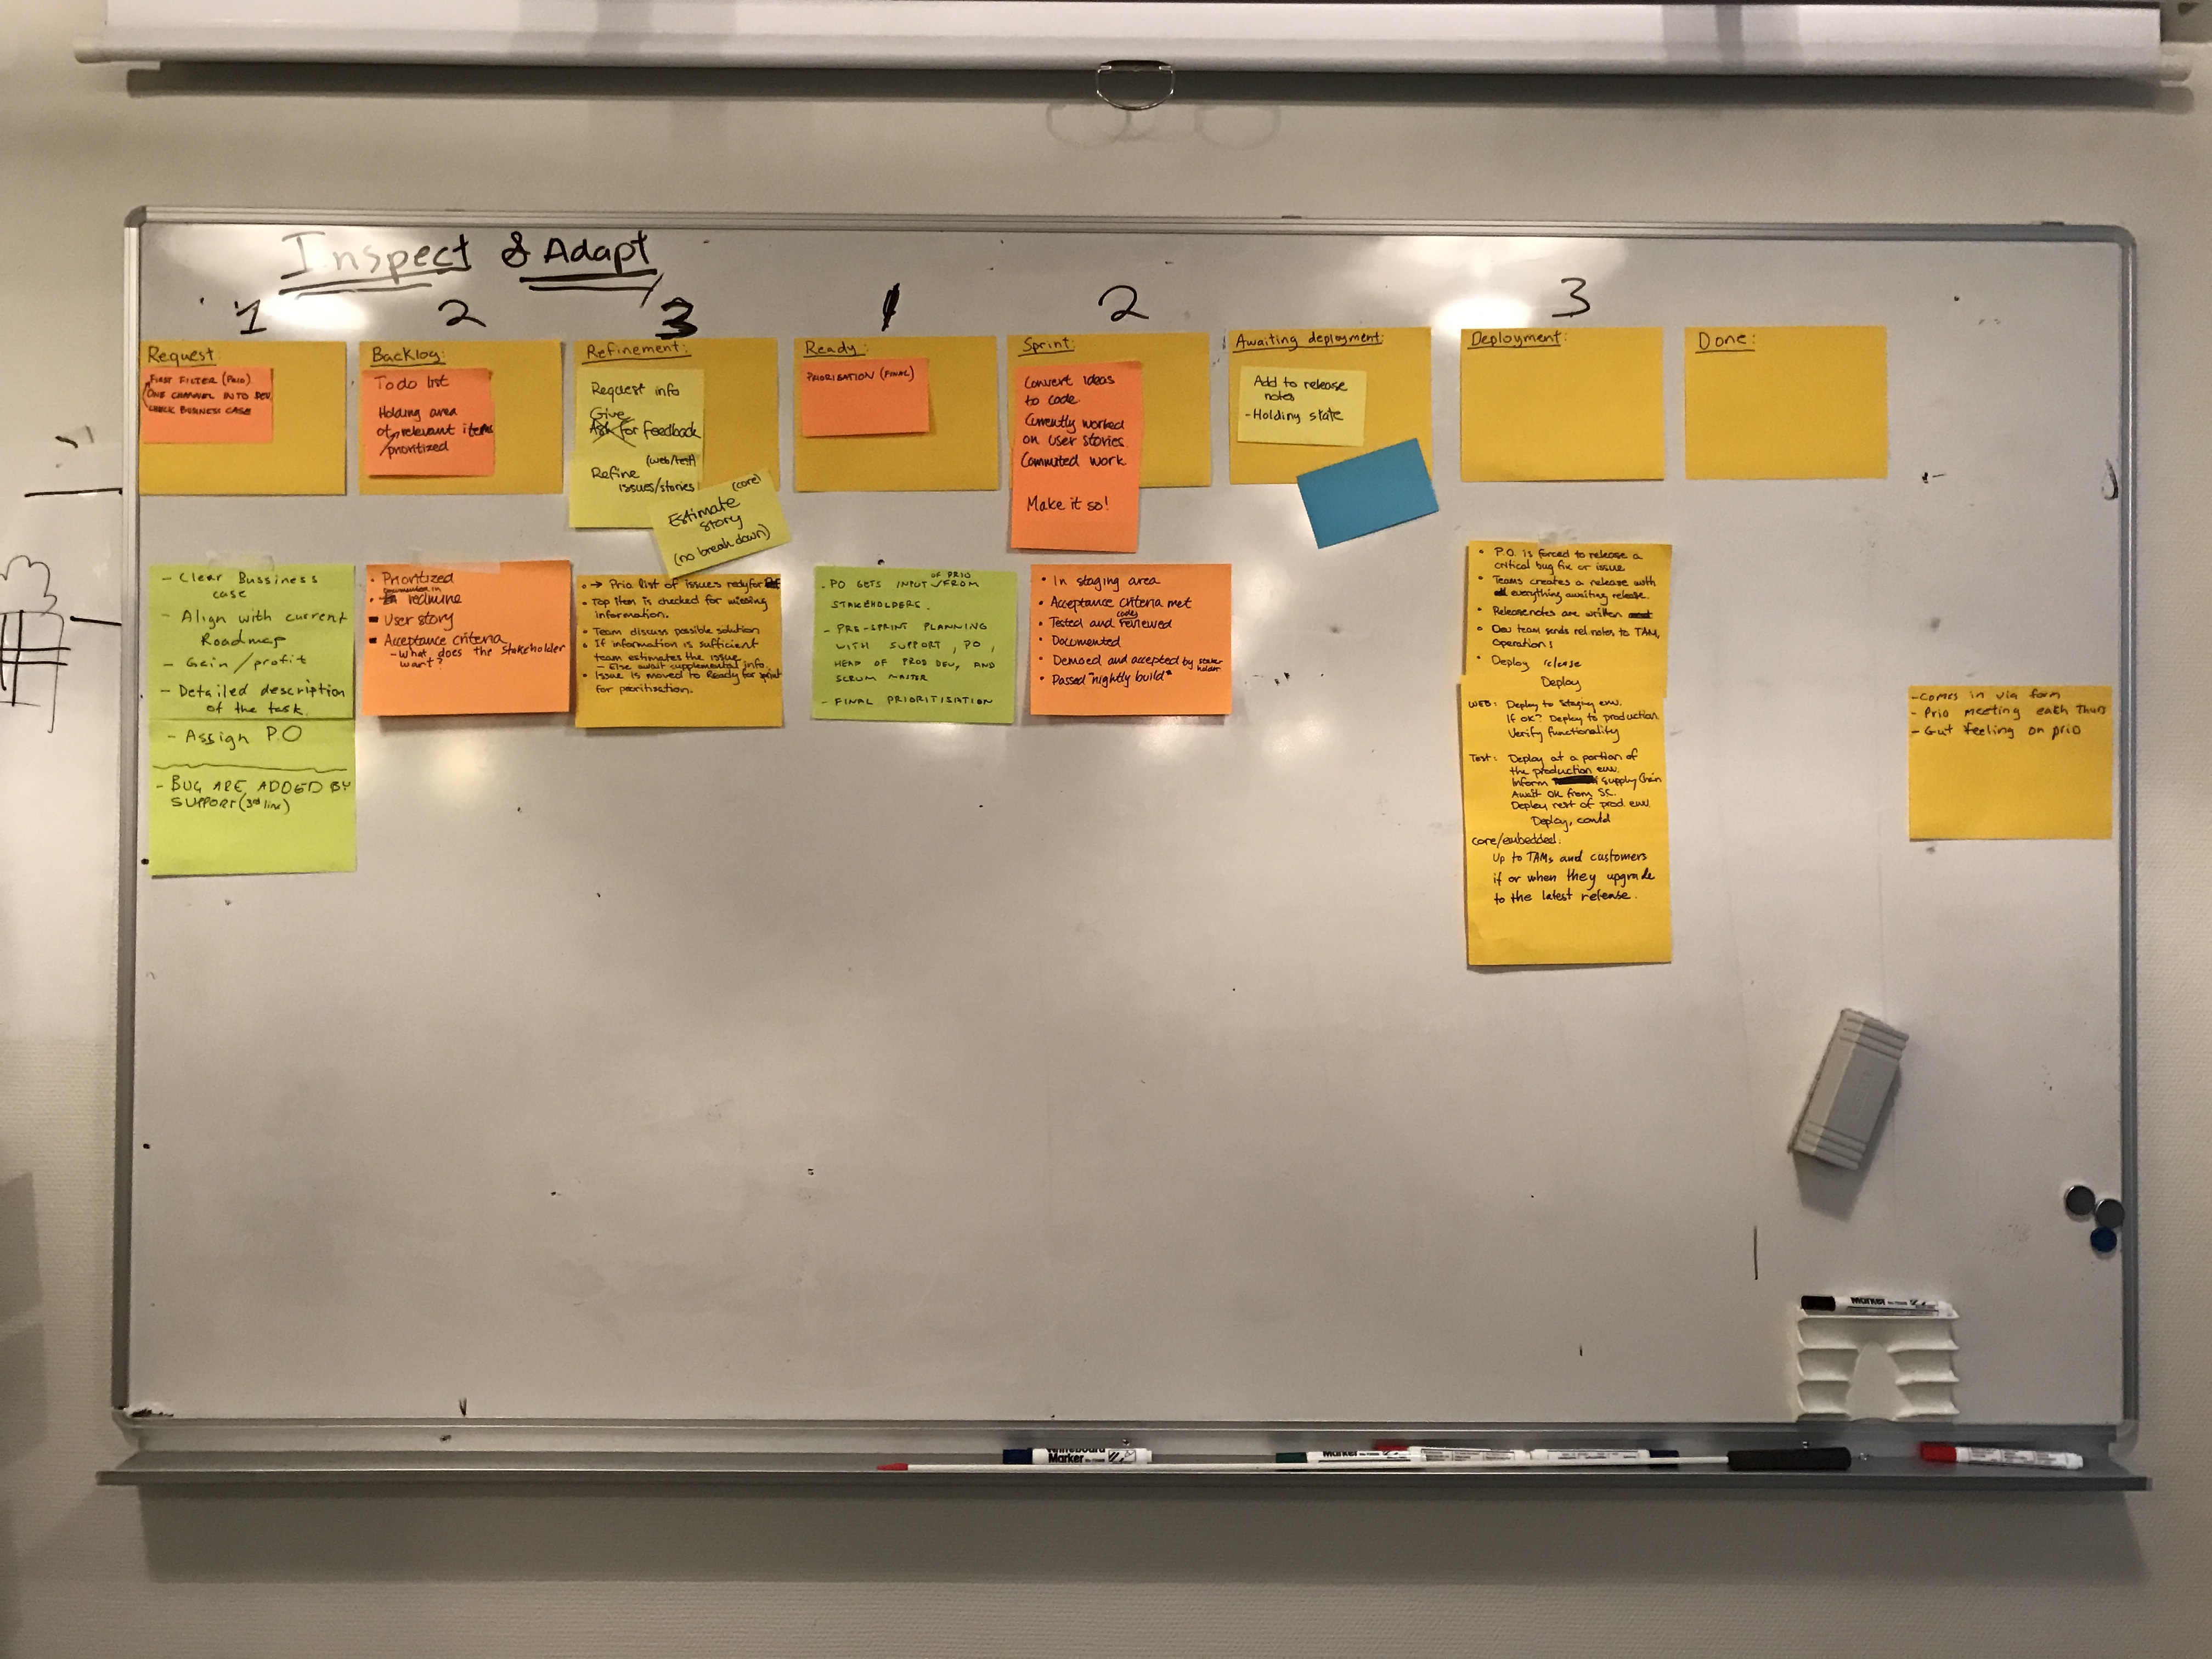 Inspect & Adapt
1
2
3
1
2
3
Request:
FIRST FILTER (PRIO)
ONE CHANNEL INTO DEV
CHECK BUSINESS CASE
Backlog:
To do list
Holding area
of relevant items
prioritized
Refinement:
Request info
Give
Ask for feedback
(web/test)
Refine
issues/stories
(core)
Estimate
story
(no break down)
Ready:
PRIORISATION (FINAL)
Sprint:
Convert ideas
to code
Currently worked
on user stories.
Commuted work
Make it so!
Awaiting deployment:
Add to release
notes
- Holding state
Deployment:
Done:
- Clear Bussiness
case
- Align with current
Roadmap
- Gain/profit
- Detailed description
of the task.
- Assign P.O
- BUG ARE ADDED BY
SUPPORT (3rd line)
• Prioritized
Documented in
• redmine
• User story
• Acceptance criteria
- What does the stakeholder
want?
• → Prio list of issues redy for
• Top item is checked for missing
information.
• Team discuss possible solution
• If information is sufficient
team estimates the issue
- Else await supplemental info.
• Issue is moved to Ready for sprint
for prioritisation.
OF PRIO
- PO GETS INPUT FROM
STAKEHOLDERS.
- PRE-SPRINT PLANNING
WITH SUPPORT, PO,
HEAD OF PROD DEV, AND
SCRUM MASTER
- FINAL PRIORITISATION
• In staging area
• Acceptance criteria met
code
• Tested and reviewed
• Documented
• Demoed and accepted by stake
holder
• Passed "nightly build"
• P.O. is forced to release a
critical bug fix or issue
• Teams creates a release with
everything awaiting release.
• Release notes are written
• Dev team sends rel.notes to TAM,
Operations
• Deploy release
Deploy
WEB: Deploy to staging env.
If OK? Deploy to production
Verify functionality
Test: Deploy at a portion of
the production env.
Inform supply Chain
Await OK from SC.
Deploy rest of prod. env.
Deploy, could
core/embedded:
Up to TAMs and customers
if or when they upgrade
to the latest release.
- Comes in via form
- Prio meeting each Thurs
- Gut feeling on prio
Marker
Whiteboard
Marker
Marker